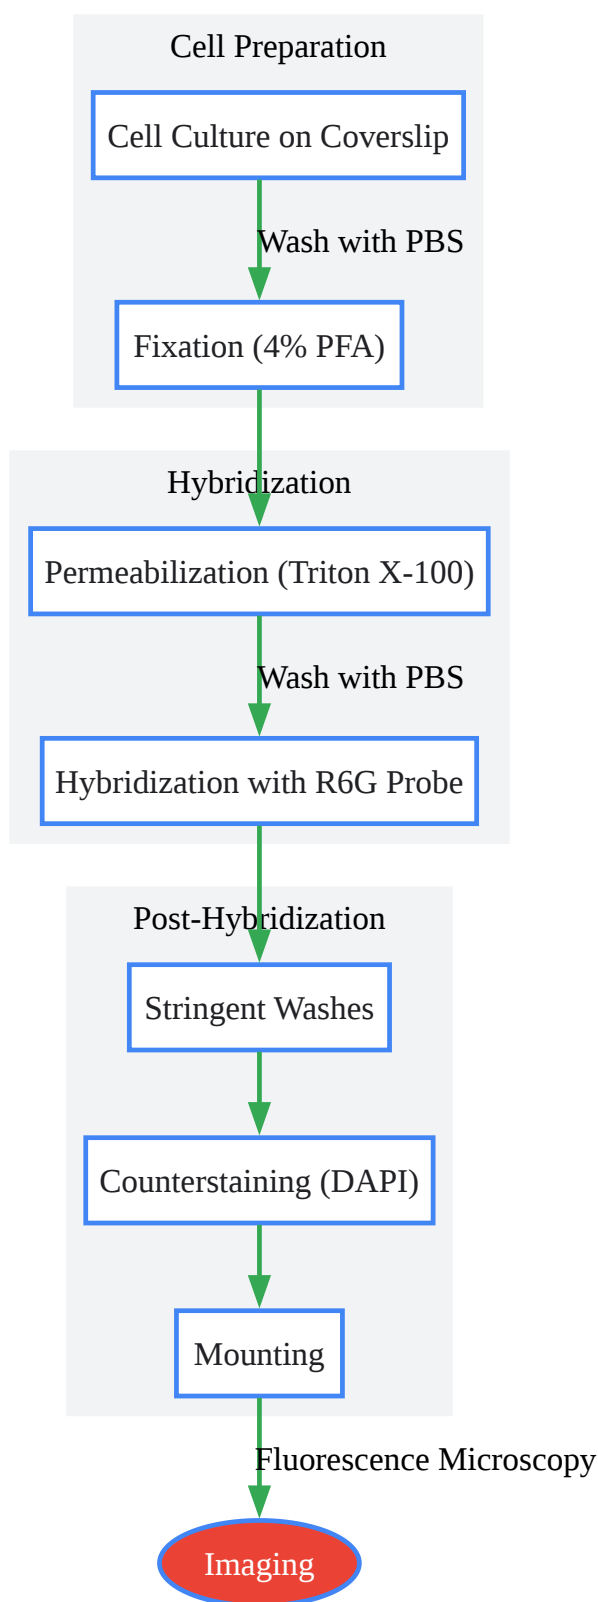 Cell Preparation
Cell Culture on Coverslip
Wash with PBS
Fixation (4% PFA)
Hybridization
Permeabilization (Triton X-100)
Wash with PBS
Hybridization with R6G Probe
Post-Hybridization
Stringent Washes
Counterstaining (DAPI)
Mounting
Fluorescence Microscopy
Imaging